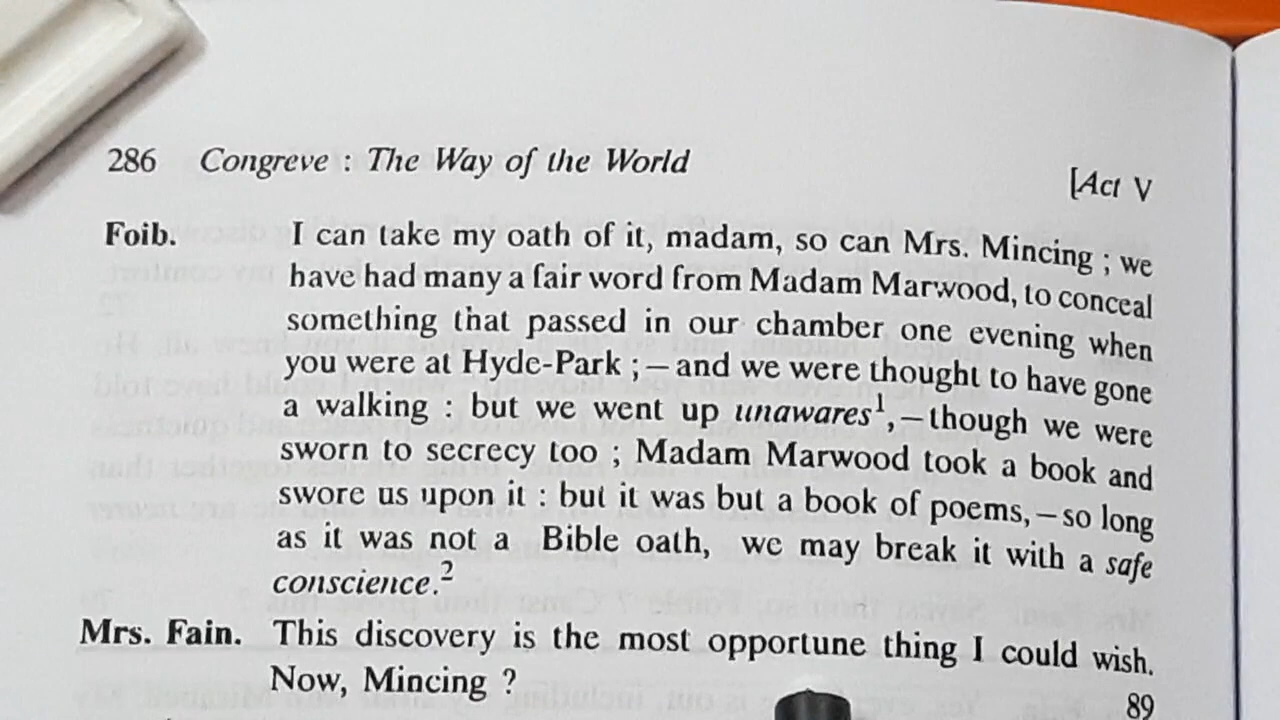 286 Congreve : The Way of the World [Act V
Foib. I can take my oath of it, madam, so can Mrs. Mincing ; we
have had many a fair word from Madam Marwood, to conceal
something that passed in our chamber one evening when
you were at Hyde-Park ;—and we were thought to have gone
a walking : but we went up unawares¹ ,—though we were
sworn to secrecy too ; Madam Marwood took a book and
swore us upon it : but it was but a book of poems,—so long
as it was not a Bible oath, we may break it with a safe
conscience.²
Mrs. Fain. This discovery is the most opportune thing I could wish.
Now, Mincing ?
89